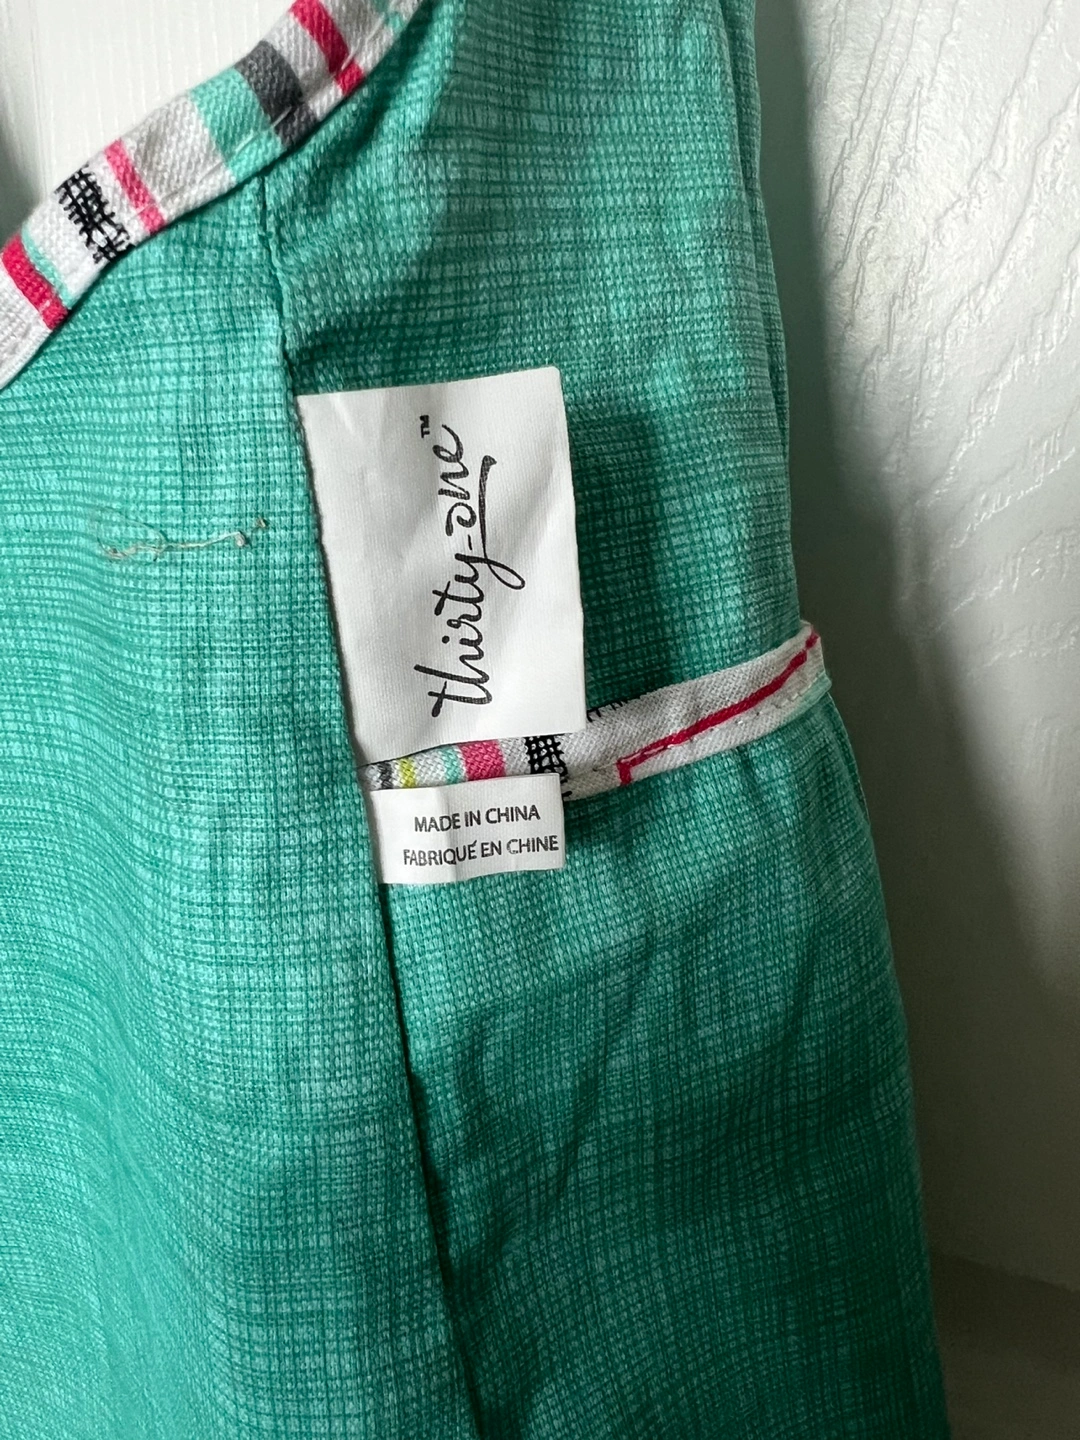 thirty-one™
MADE IN CHINA
FABRIQUÉ EN CHINE